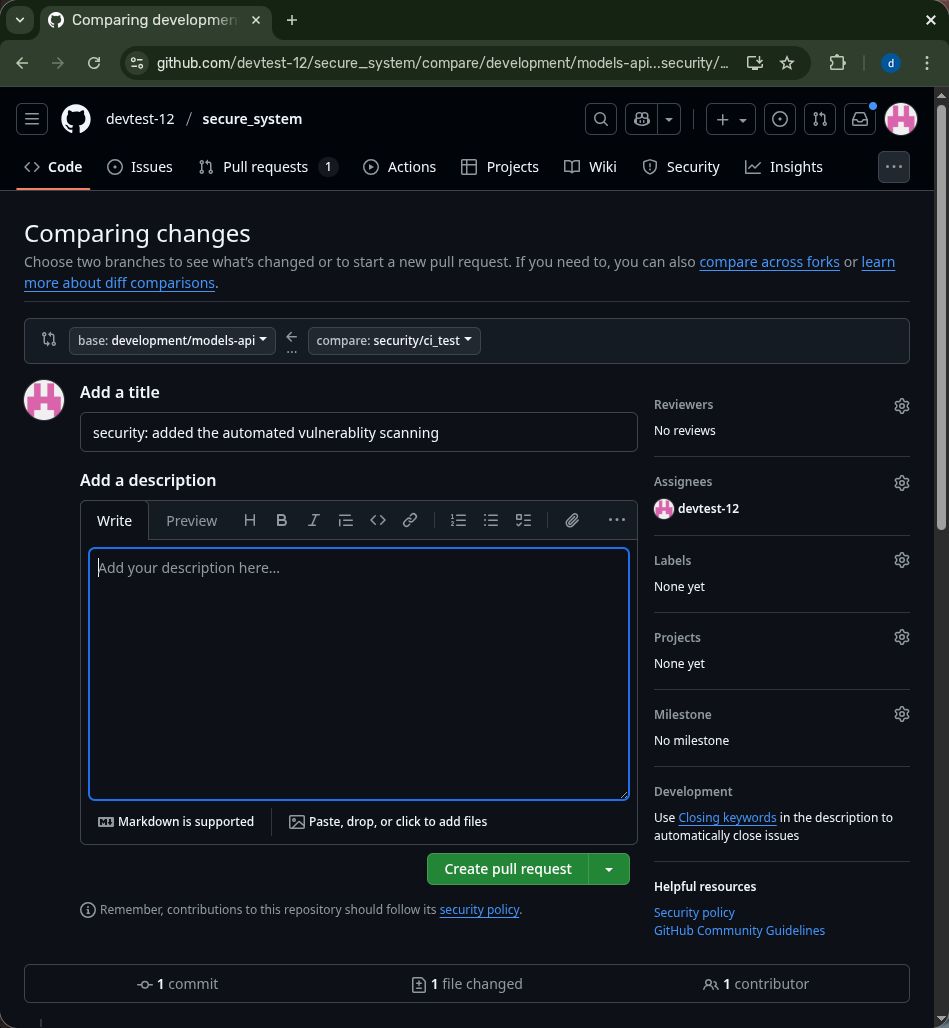 Comparing developmen
github.com/devtest-12/secure_system/compare/development/models-api...security/...
d
devtest-12 / secure_system
Code Issues Pull requests 1 Actions Projects Wiki Security Insights
Comparing changes
Choose two branches to see what's changed or to start a new pull request. If you need to, you can also compare across forks or learn
more about diff comparisons.
base: development/models-api ... compare: security/ci_test
Add a title
security: added the automated vulnerablity scanning
Add a description
Write Preview
Add your description here...
Markdown is supported Paste, drop, or click to add files
Create pull request
Remember, contributions to this repository should follow its security policy.
Reviewers
No reviews
Assignees
devtest-12
Labels
None yet
Projects
None yet
Milestone
No milestone
Development
Use Closing keywords in the description to
automatically close issues
Helpful resources
Security policy
GitHub Community Guidelines
1 commit 1 file changed 1 contributor